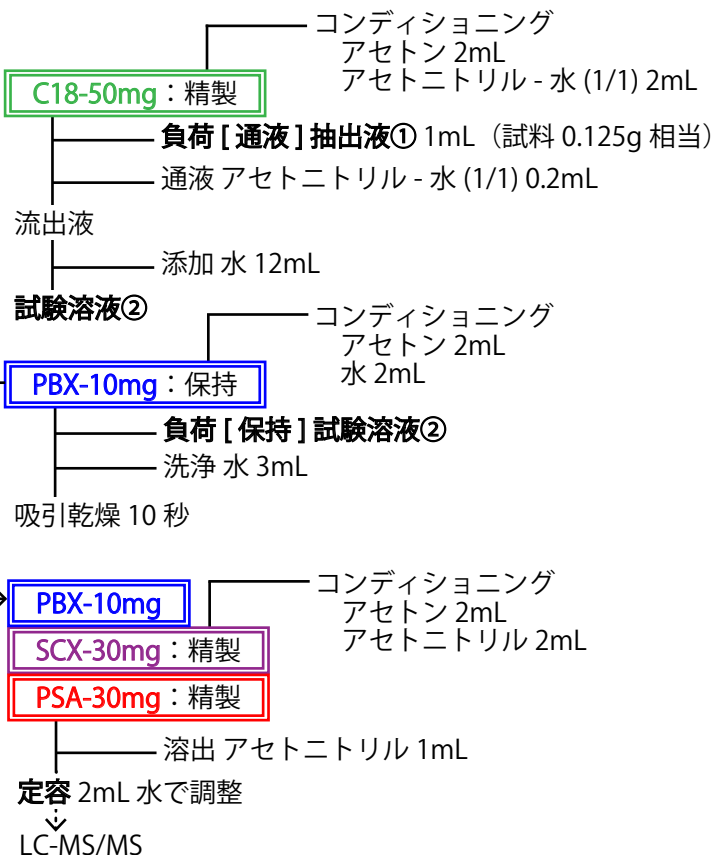 コンディショニング
アセトン 2mL
アセトニトリル - 水 (1/1) 2mL
C18-50mg：精製
負荷 [ 通液 ] 抽出液① 1mL（試料 0.125g 相当）
通液 アセトニトリル - 水 (1/1) 0.2mL
流出液
添加 水 12mL
試験溶液②
コンディショニング
アセトン 2mL
水 2mL
PBX-10mg：保持
負荷 [ 保持 ] 試験溶液②
洗浄 水 3mL
吸引乾燥 10 秒
コンディショニング
アセトン 2mL
アセトニトリル 2mL
PBX-10mg
SCX-30mg：精製
PSA-30mg：精製
溶出 アセトニトリル 1mL
定容 2mL 水で調整
LC-MS/MS